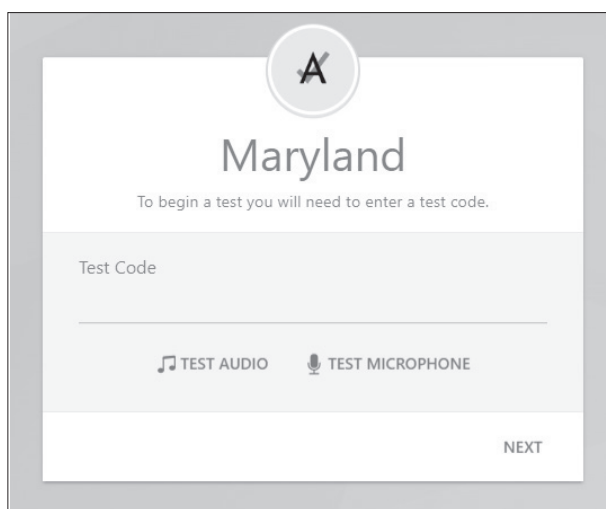 A
Maryland
To begin a test you will need to enter a test code.
Test Code
TEST AUDIO TEST MICROPHONE
NEXT